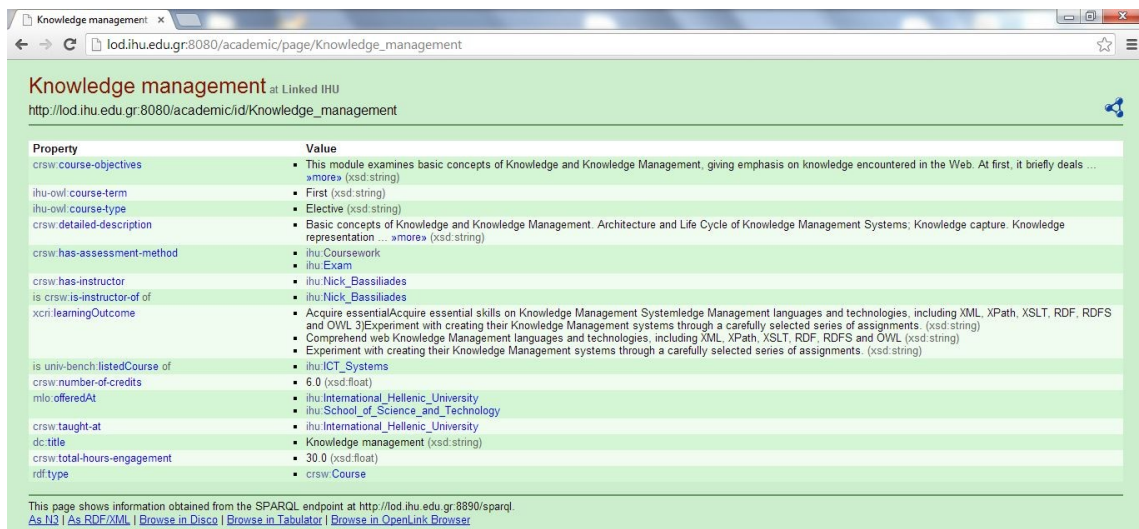 Knowledge management
lod.ihu.edu.gr:8080/academic/page/Knowledge_management
Knowledge management at Linked IHU
http://lod.ihu.edu.gr:8080/academic/id/Knowledge_management
Property Value
crsw:course-objectives ▪ This module examines basic concepts of Knowledge and Knowledge Management, giving emphasis on knowledge encountered in the Web. At first, it briefly deals ...
»more» (xsd:string)
ihu-owl:course-term ▪ First (xsd:string)
ihu-owl:course-type ▪ Elective (xsd:string)
crsw:detailed-description ▪ Basic concepts of Knowledge and Knowledge Management. Architecture and Life Cycle of Knowledge Management Systems; Knowledge capture. Knowledge
representation ... »more» (xsd:string)
crsw:has-assessment-method ▪ ihu:Coursework
▪ ihu:Exam
crsw:has-instructor ▪ ihu:Nick_Bassiliades
is crsw:is-instructor-of of ▪ ihu:Nick_Bassiliades
xcri:learningOutcome ▪ Acquire essentialAcquire essential skills on Knowledge Management Systemledge Management languages and technologies, including XML, XPath, XSLT, RDF, RDFS
and OWL 3)Experiment with creating their Knowledge Management systems through a carefully selected series of assignments. (xsd:string)
▪ Comprehend web Knowledge Management languages and technologies, including XML, XPath, XSLT, RDF, RDFS and OWL (xsd:string)
▪ Experiment with creating their Knowledge Management systems through a carefully selected series of assignments. (xsd:string)
is univ-bench:listedCourse of ▪ ihu:ICT_Systems
crsw:number-of-credits ▪ 6.0 (xsd:float)
mlo:offeredAt ▪ ihu:International_Hellenic_University
▪ ihu:School_of_Science_and_Technology
crsw:taught-at ▪ ihu:International_Hellenic_University
dc:title ▪ Knowledge management (xsd:string)
crsw:total-hours-engagement ▪ 30.0 (xsd:float)
rdf:type ▪ crsw:Course
This page shows information obtained from the SPARQL endpoint at http://lod.ihu.edu.gr:8890/sparql.
As N3 | As RDF/XML | Browse in Disco | Browse in Tabulator | Browse in OpenLink Browser